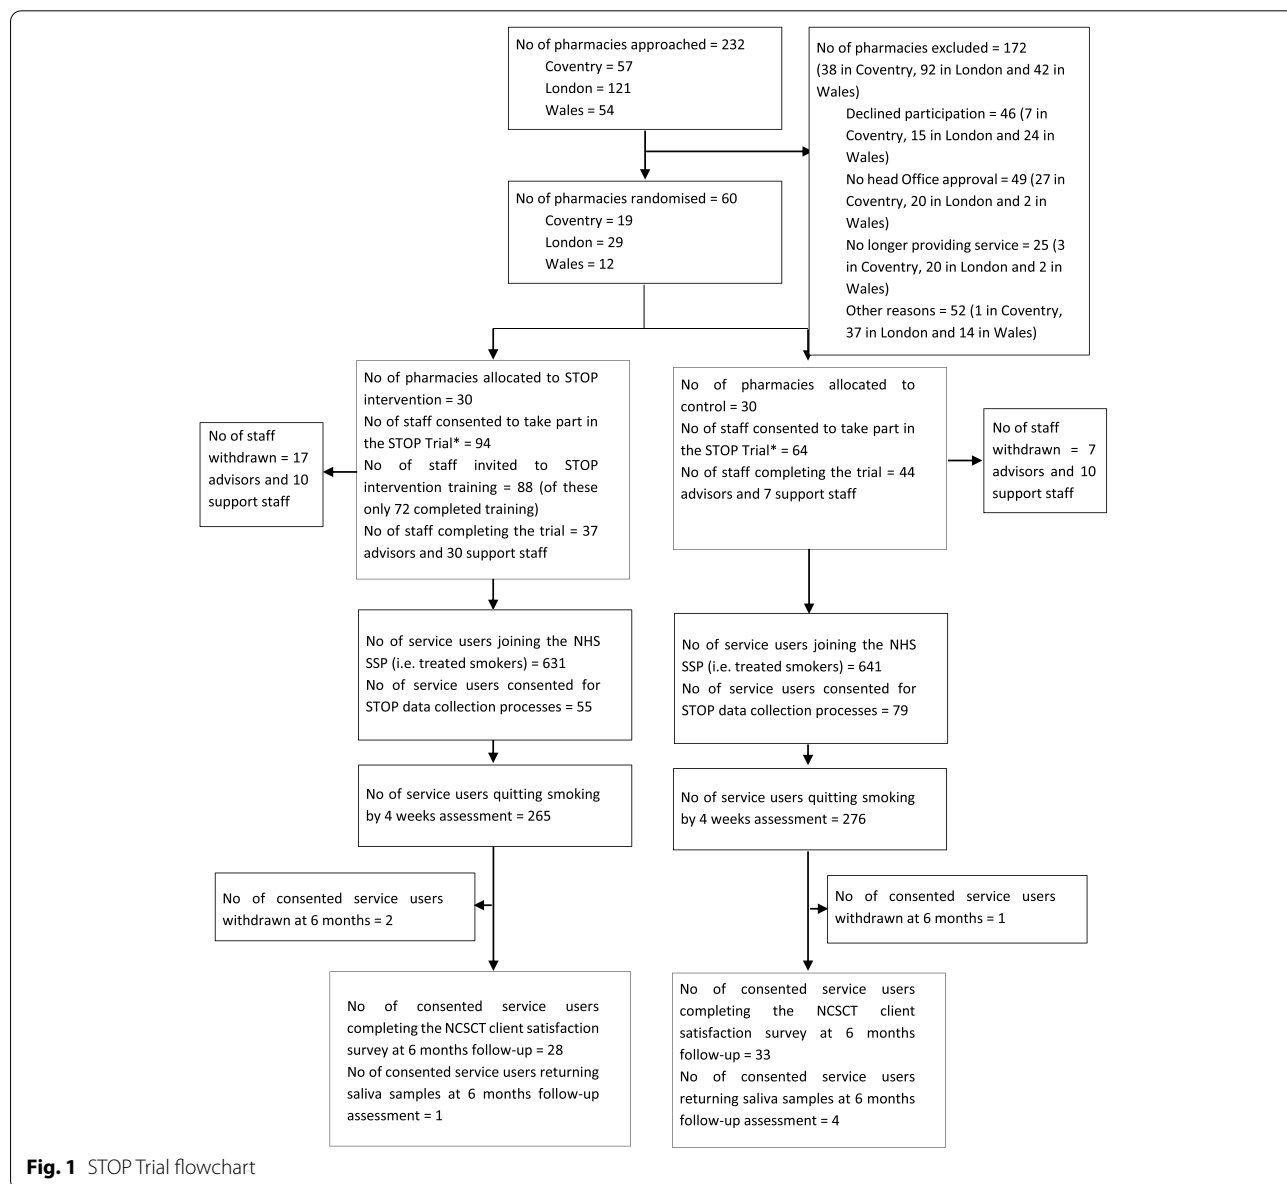 No of pharmacies approached = 232
Coventry = 57
London = 121
Wales = 54
No of pharmacies excluded = 172
(38 in Coventry, 92 in London and 42 in
Wales)
Declined participation = 46 (7 in
Coventry, 15 in London and 24 in
Wales)
No head Office approval = 49 (27 in
Coventry, 20 in London and 2 in
Wales)
No longer providing service = 25 (3
in Coventry, 20 in London and 2 in
Wales)
Other reasons = 52 (1 in Coventry,
37 in London and 14 in Wales)
No of pharmacies randomised = 60
Coventry = 19
London = 29
Wales = 12
No of pharmacies allocated to STOP
intervention = 30
No of staff consented to take part in
the STOP Trial* = 94
No of staff invited to STOP
intervention training = 88 (of these
only 72 completed training)
No of staff completing the trial = 37
advisors and 30 support staff
No of staff
withdrawn = 17
advisors and 10
support staff
No of pharmacies allocated to
control = 30
No of staff consented to take part in
the STOP Trial* = 64
No of staff completing the trial = 44
advisors and 7 support staff
No of staff
withdrawn = 7
advisors and 10
support staff
No of service users joining the NHS
SSP (i.e. treated smokers) = 631
No of service users consented for
STOP data collection processes = 55
No of service users joining the NHS
SSP (i.e. treated smokers) = 641
No of service users consented for
STOP data collection processes = 79
No of service users quitting smoking
by 4 weeks assessment = 265
No of service users quitting smoking
by 4 weeks assessment = 276
No of consented service users
withdrawn at 6 months = 2
No of consented service users
withdrawn at 6 months = 1
No of consented service users
completing the NCSCT client satisfaction
survey at 6 months follow-up = 28
No of consented service users returning
saliva samples at 6 months follow-up
assessment = 1
No of consented service users
completing the NCSCT client
satisfaction survey at 6 months
follow-up = 33
No of consented service users
returning saliva samples at 6 months
follow-up assessment = 4
Fig. 1 STOP Trial flowchart